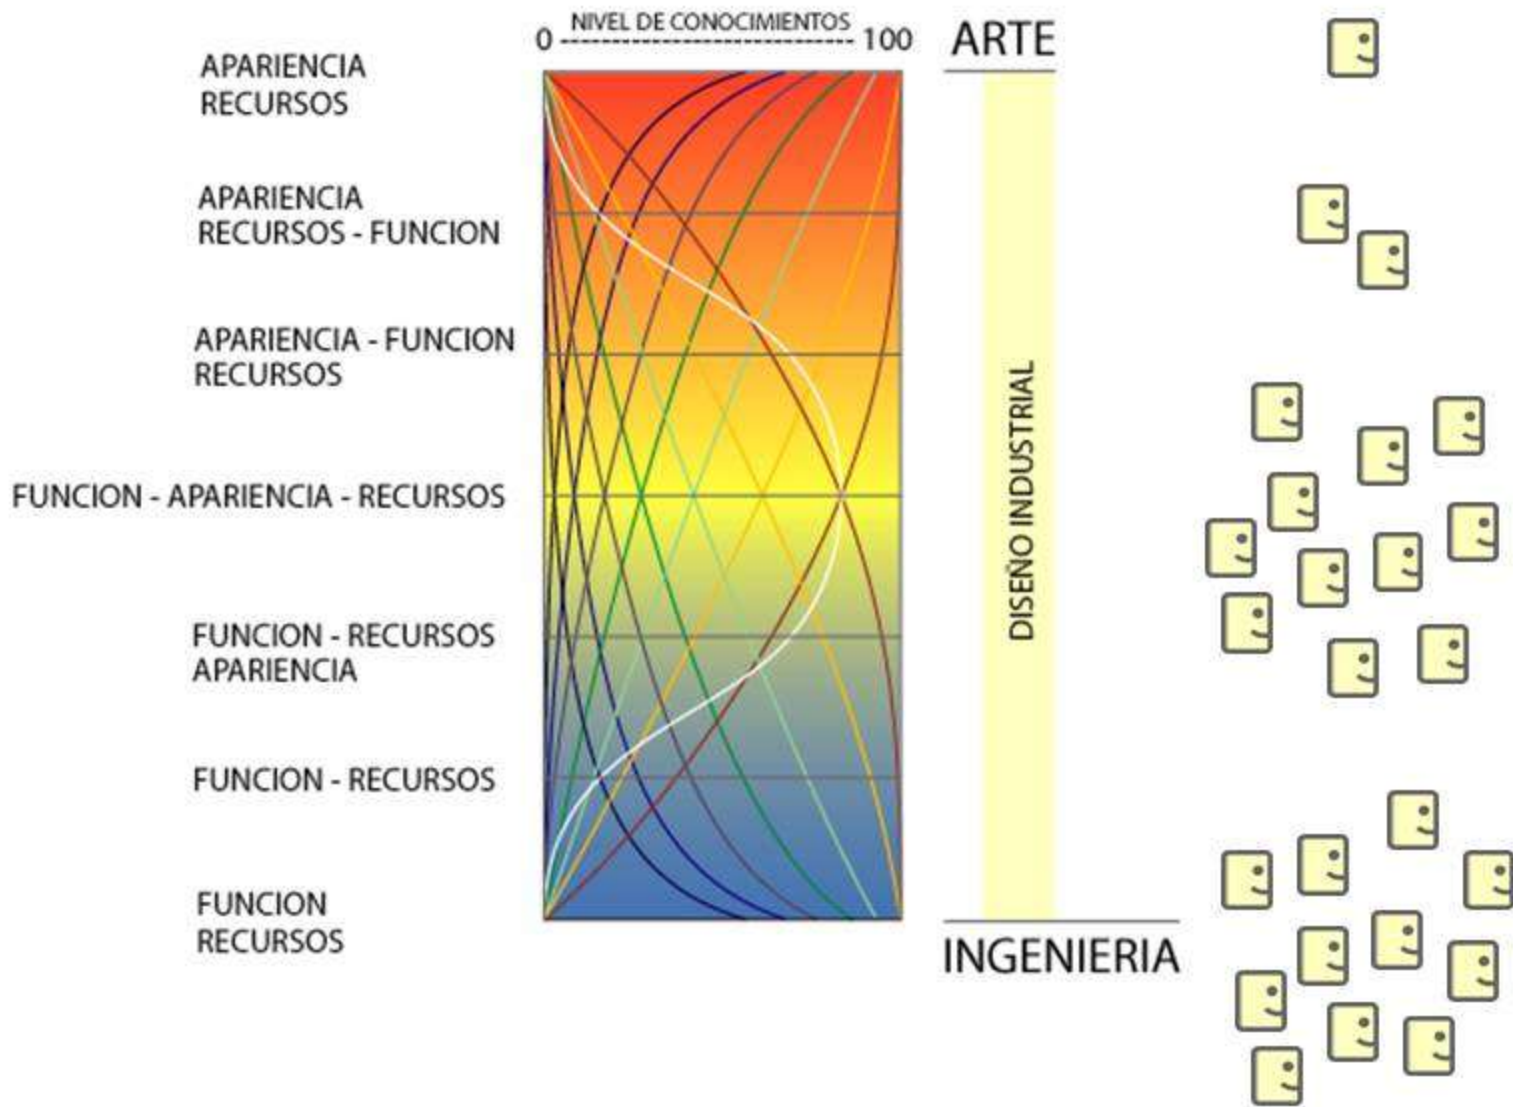 NIVEL DE CONOCIMIENTOS
0 ---------------------- 100
ARTE
APARIENCIA
RECURSOS
APARIENCIA
RECURSOS - FUNCION
APARIENCIA - FUNCION
RECURSOS
FUNCION - APARIENCIA - RECURSOS
DISEÑO INDUSTRIAL
FUNCION - RECURSOS
APARIENCIA
FUNCION - RECURSOS
FUNCION
RECURSOS
INGENIERIA